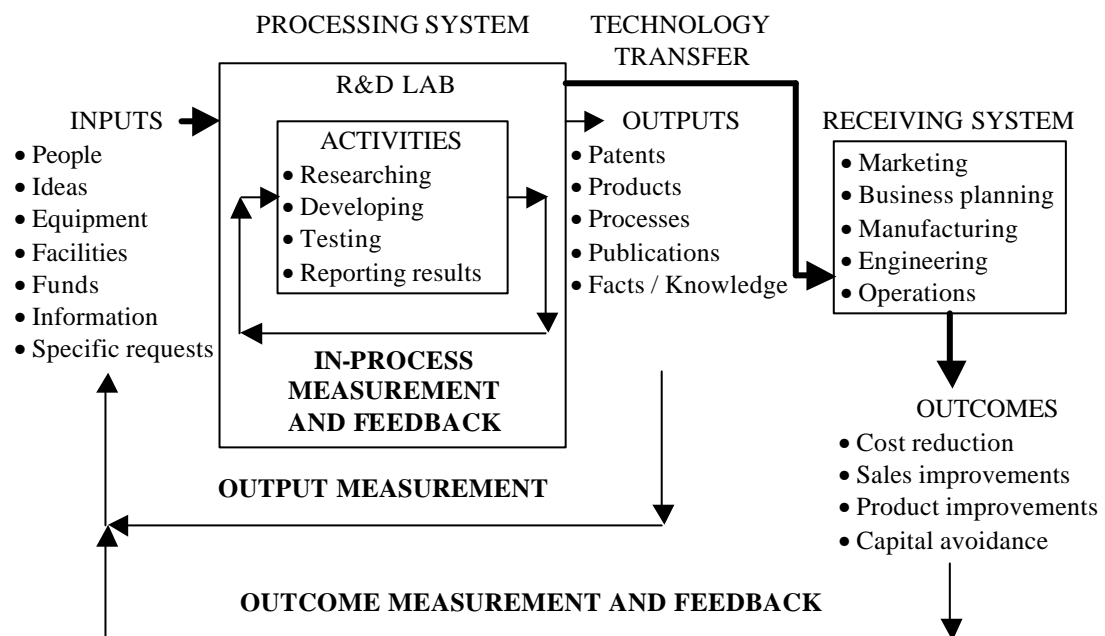 PROCESSING SYSTEM
TECHNOLOGY
TRANSFER
R&D LAB
INPUTS
• People
• Ideas
• Equipment
• Facilities
• Funds
• Information
• Specific requests
ACTIVITIES
• Researching
• Developing
• Testing
• Reporting results
IN-PROCESS
MEASUREMENT
AND FEEDBACK
OUTPUTS
• Patents
• Products
• Processes
• Publications
• Facts / Knowledge
RECEIVING SYSTEM
• Marketing
• Business planning
• Manufacturing
• Engineering
• Operations
OUTCOMES
• Cost reduction
• Sales improvements
• Product improvements
• Capital avoidance
OUTPUT MEASUREMENT
OUTCOME MEASUREMENT AND FEEDBACK